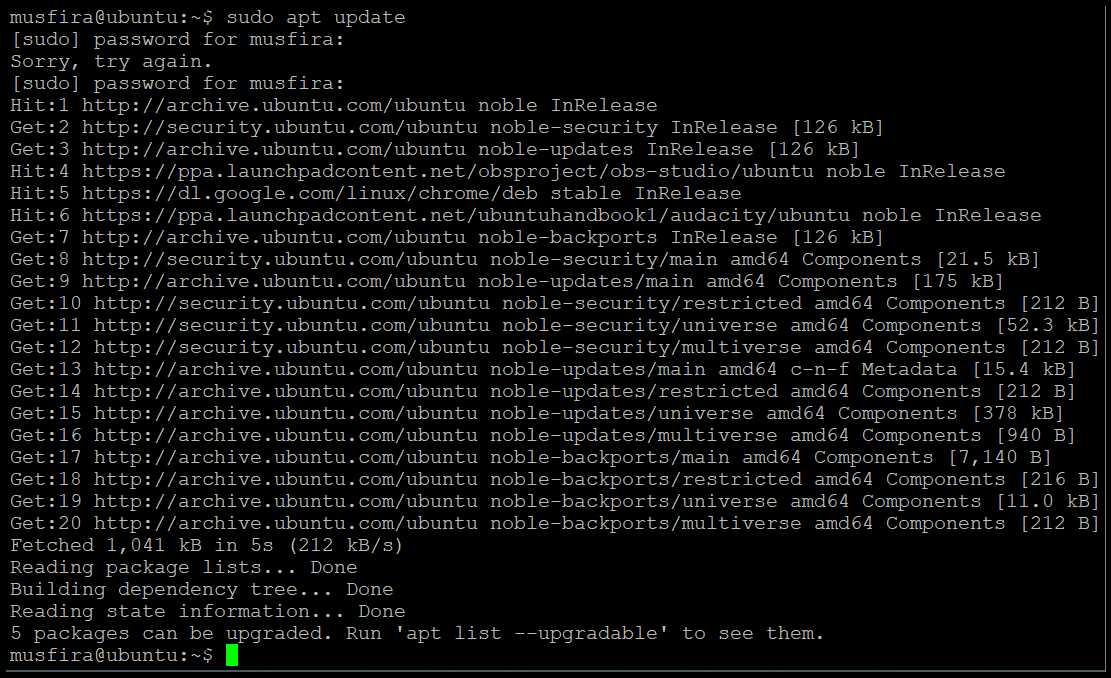 musfira@ubuntu:~$ sudo apt update
[sudo] password for musfira:
Sorry, try again.
[sudo] password for musfira:
Hit:1 http://archive.ubuntu.com/ubuntu noble InRelease
Get:2 http://security.ubuntu.com/ubuntu noble-security InRelease [126 kB]
Get:3 http://archive.ubuntu.com/ubuntu noble-updates InRelease [126 kB]
Hit:4 https://ppa.launchpadcontent.net/obsproject/obs-studio/ubuntu noble InRelease
Hit:5 https://dl.google.com/linux/chrome/deb stable InRelease
Hit:6 https://ppa.launchpadcontent.net/ubuntuhandbook1/audacity/ubuntu noble InRelease
Get:7 http://archive.ubuntu.com/ubuntu noble-backports InRelease [126 kB]
Get:8 http://security.ubuntu.com/ubuntu noble-security/main amd64 Components [21.5 kB]
Get:9 http://archive.ubuntu.com/ubuntu noble-updates/main amd64 Components [175 kB]
Get:10 http://security.ubuntu.com/ubuntu noble-security/restricted amd64 Components [212 B]
Get:11 http://security.ubuntu.com/ubuntu noble-security/universe amd64 Components [52.3 kB]
Get:12 http://security.ubuntu.com/ubuntu noble-security/multiverse amd64 Components [212 B]
Get:13 http://archive.ubuntu.com/ubuntu noble-updates/main amd64 c-n-f Metadata [15.4 kB]
Get:14 http://archive.ubuntu.com/ubuntu noble-updates/restricted amd64 Components [212 B]
Get:15 http://archive.ubuntu.com/ubuntu noble-updates/universe amd64 Components [378 kB]
Get:16 http://archive.ubuntu.com/ubuntu noble-updates/multiverse amd64 Components [940 B]
Get:17 http://archive.ubuntu.com/ubuntu noble-backports/main amd64 Components [7,140 B]
Get:18 http://archive.ubuntu.com/ubuntu noble-backports/restricted amd64 Components [216 B]
Get:19 http://archive.ubuntu.com/ubuntu noble-backports/universe amd64 Components [11.0 kB]
Get:20 http://archive.ubuntu.com/ubuntu noble-backports/multiverse amd64 Components [212 B]
Fetched 1,041 kB in 5s (212 kB/s)
Reading package lists... Done
Building dependency tree... Done
Reading state information... Done
5 packages can be upgraded. Run 'apt list --upgradable' to see them.
musfira@ubuntu:~$